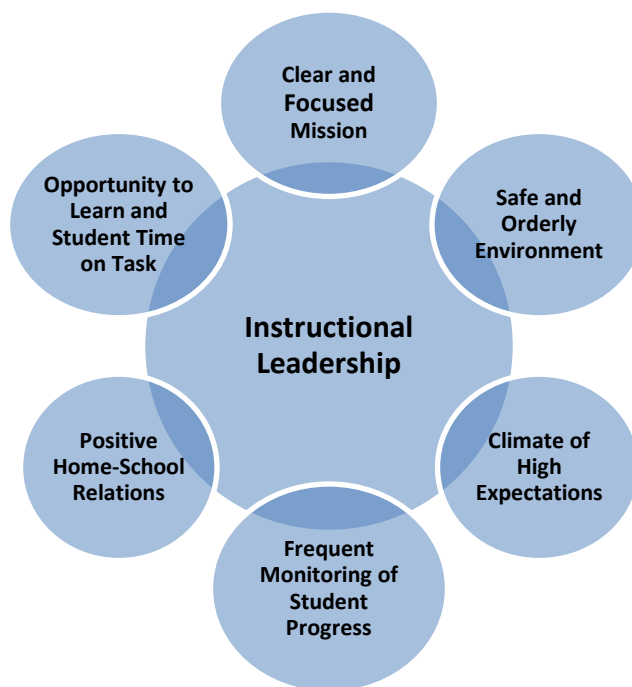 Clear and
Focused
Mission
Opportunity to
Learn and
Student Time
on Task
Safe and
Orderly
Environment
Instructional
Leadership
Positive
Home-School
Relations
Climate of
High
Expectations
Frequent
Monitoring of
Student
Progress